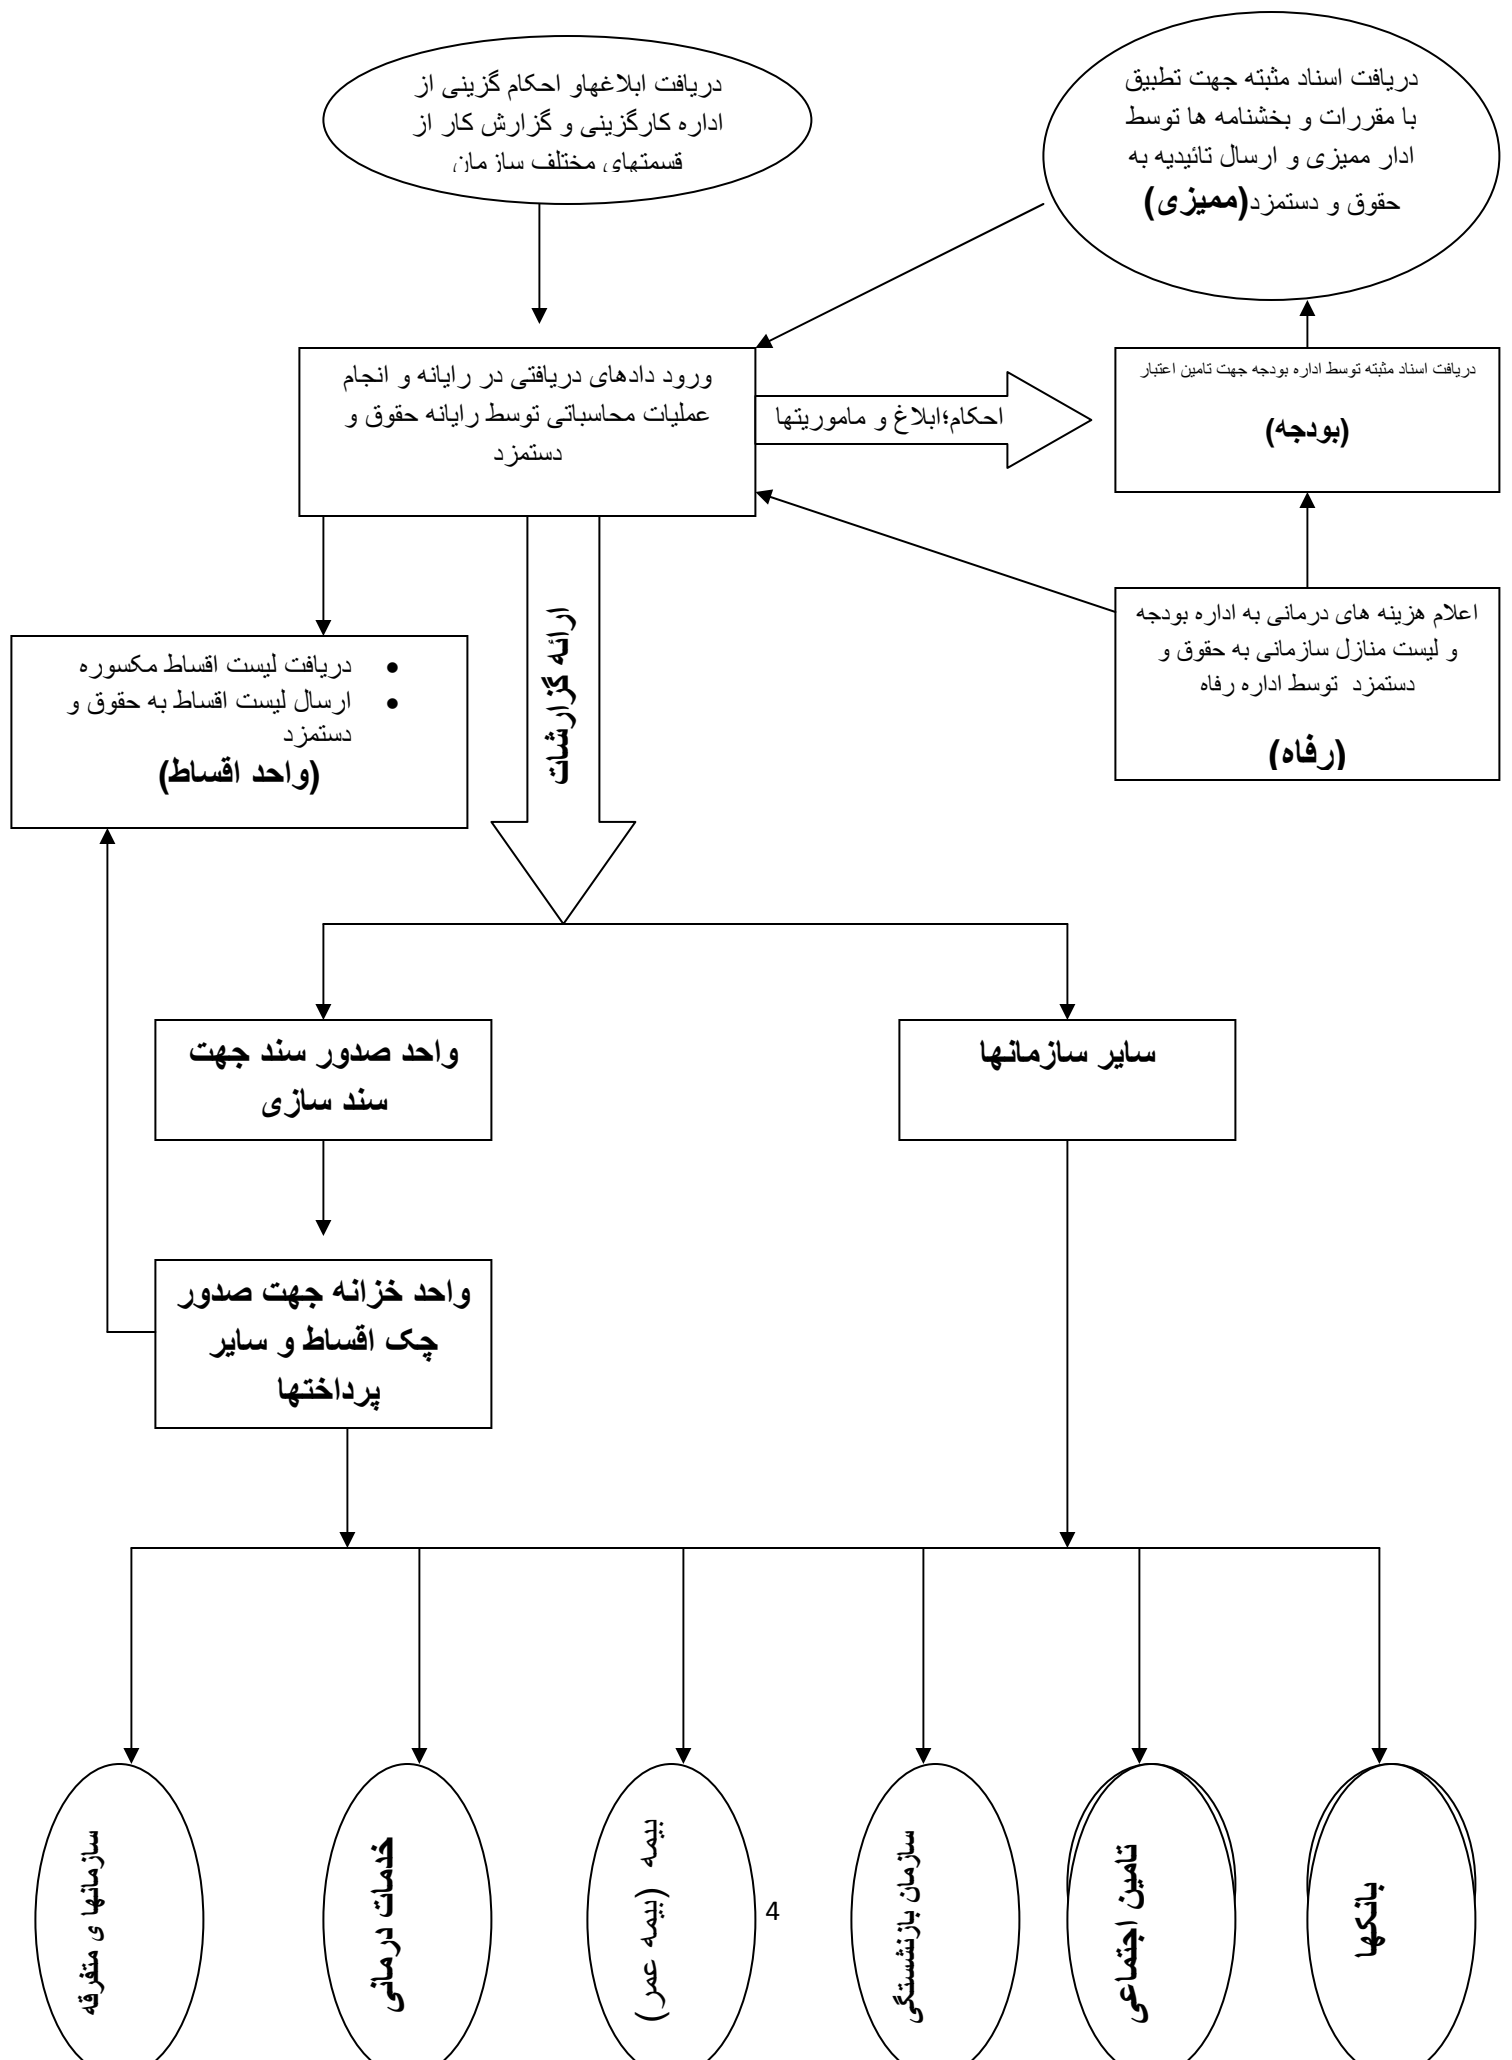 دریافت ابلاغهاو احکام گزینی از
اداره کارگزینی و گزارش کار از
قسمتهای مختلف سازمان
دریافت اسناد مثبته جهت تطبیق
با مقررات و بخشنامه ها توسط
ادار ممیزی و ارسال تائیدیه به
حقوق و دستمزد(ممیزی)
ورود دادهای دریافتی در رایانه و انجام
عملیات محاسباتی توسط رایانه حقوق و
دستمزد
احکام؛ابلاغ و ماموریتها
دریافت اسناد مثبته توسط اداره بودجه جهت تامین اعتبار
(بودجه)
اعلام هزینه های درمانی به اداره بودجه
و لیست منازل سازمانی به حقوق و
دستمزد توسط اداره رفاه
(رفاه)
• دریافت لیست اقساط مکسوره
• ارسال لیست اقساط به حقوق و
دستمزد
(واحد اقساط)
ارائه گزارشات
واحد صدور سند جهت
سند سازی
سایر سازمانها
واحد خزانه جهت صدور
چک اقساط و سایر
پرداختها
بانکها
تامین اجتماعی
سازمان بازنشستگی
بیمه (بیمه عمر)
خدمات درمانی
سازمانها ی متفرقه
4